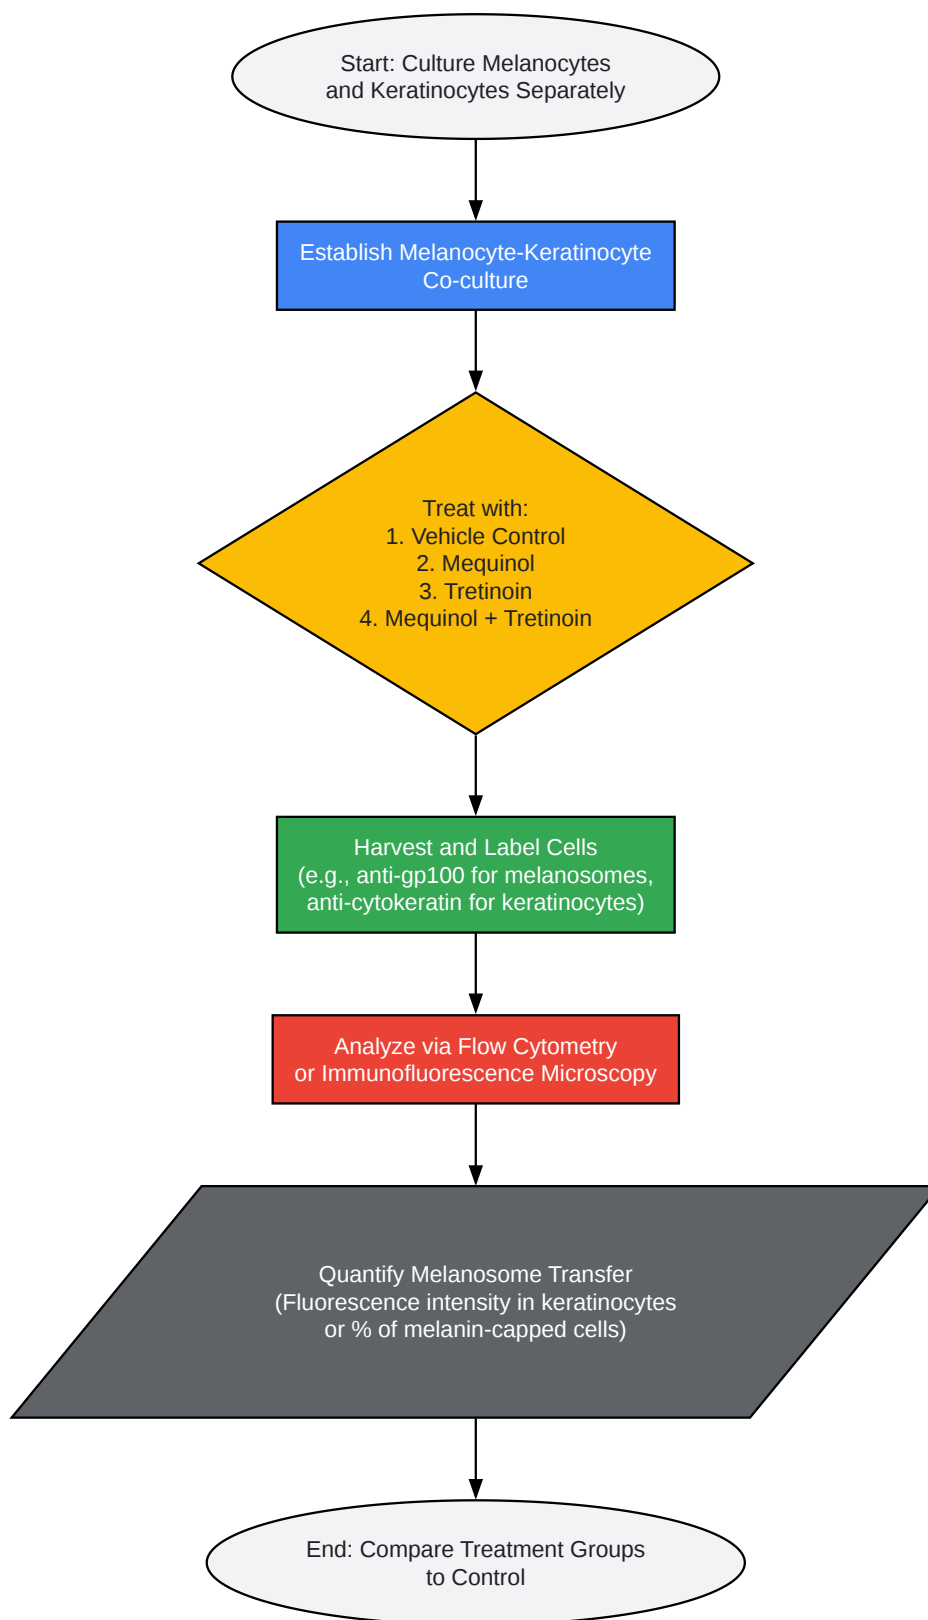 Start: Culture Melanocytes
and Keratinocytes Separately
Establish Melanocyte-Keratinocyte
Co-culture
Treat with:
1. Vehicle Control
2. Mequinol
3. Tretinoin
4. Mequinol + Tretinoin
Harvest and Label Cells
(e.g., anti-gp100 for melanosomes,
anti-cytokeratin for keratinocytes)
Analyze via Flow Cytometry
or Immunofluorescence Microscopy
Quantify Melanosome Transfer
(Fluorescence intensity in keratinocytes
or % of melanin-capped cells)
End: Compare Treatment Groups
to Control